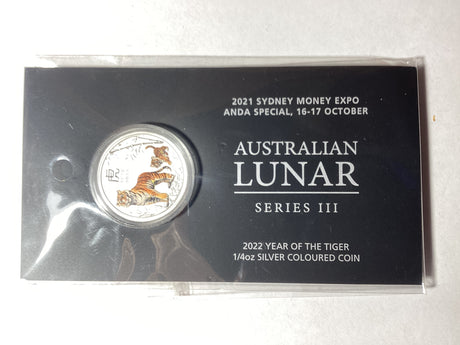 2021 SYDNEY MONEY EXPO
ANDA SPECIAL, 16-17 OCTOBER
AUSTRALIAN
LUNAR
SERIES III
2022 YEAR OF THE TIGER
1/4oz SILVER COLOURED COIN
虎